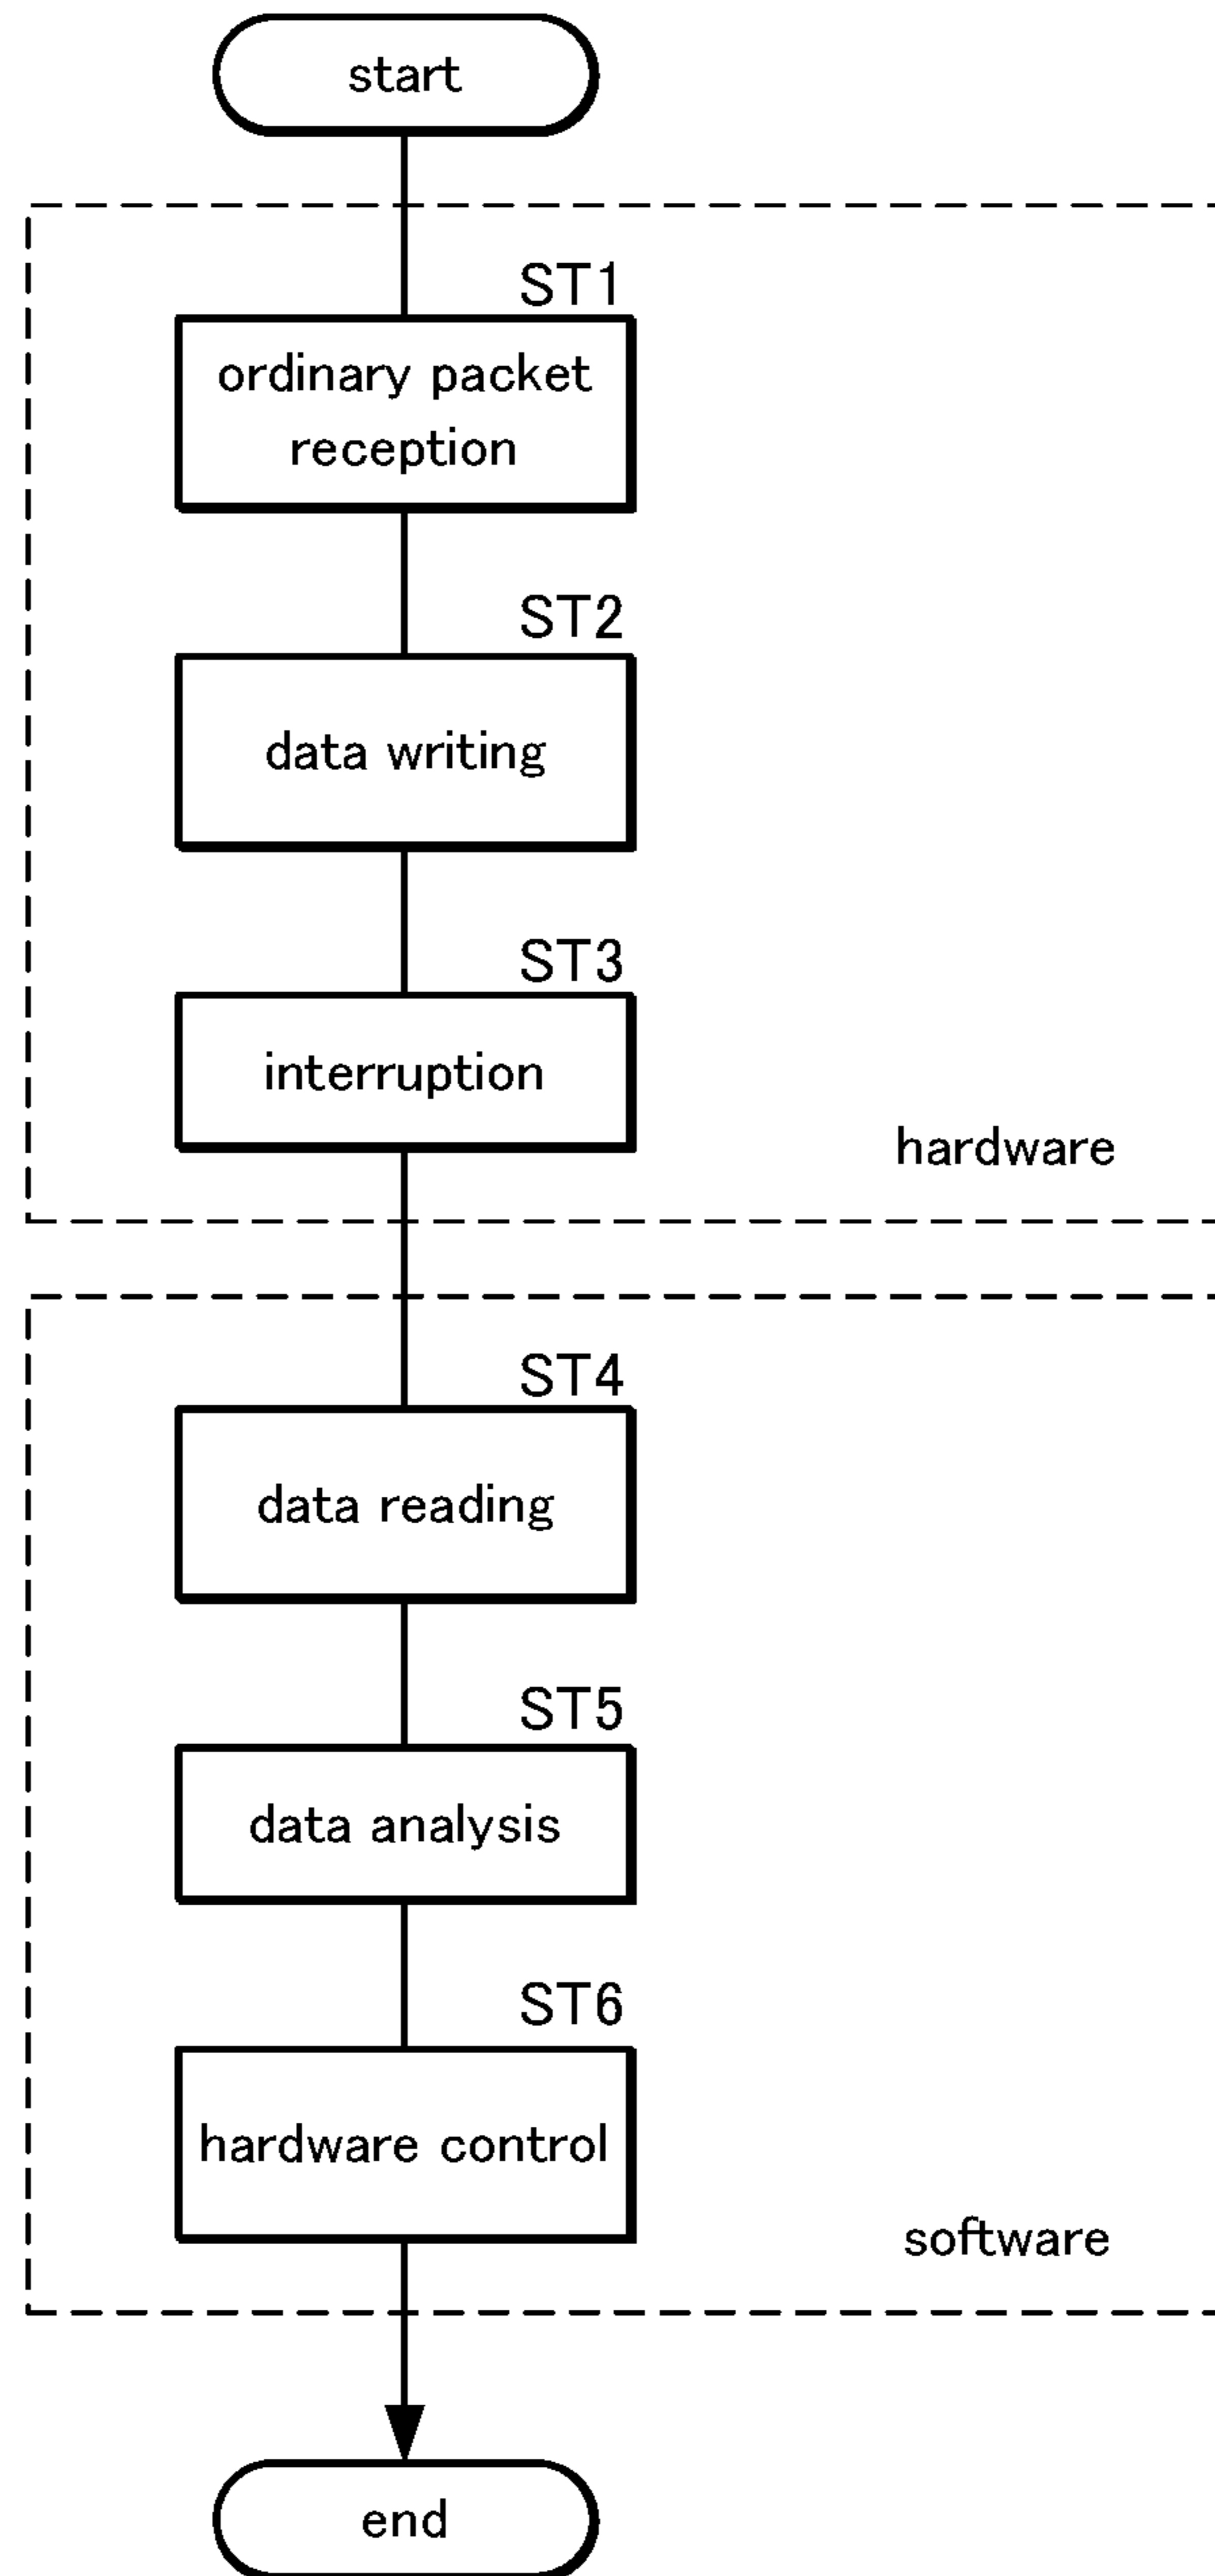 start
ST1
ordinary packet
reception
ST2
data writing
ST3
interruption
hardware
ST4
data reading
ST5
data analysis
ST6
hardware control
software
end